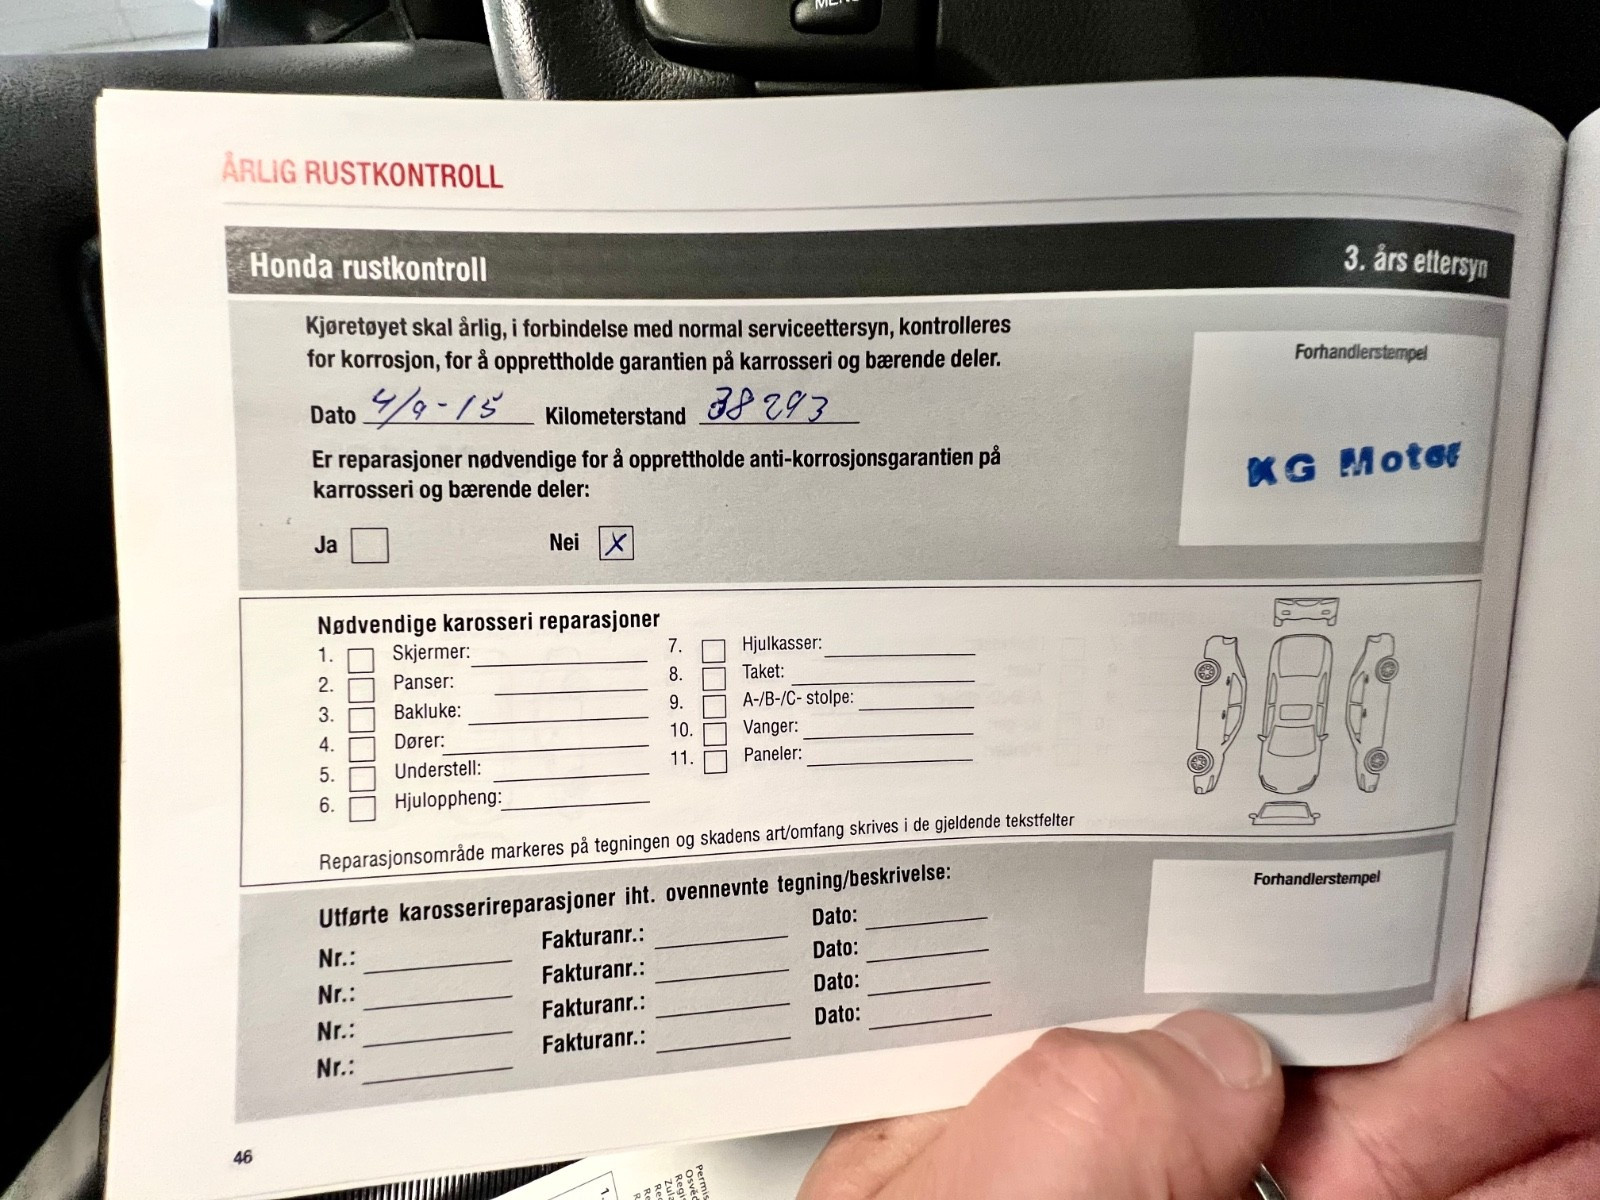 MENU
ÅRLIG RUSTKONTROLL
Honda rustkontroll
3. års ettersyn
Kjøretøyet skal årlig, i forbindelse med normal serviceettersyn, kontrolleres
for korrosjon, for å opprettholde garantien på karrosseri og bærende deler.
Dato 4/9-15 Kilometerstand 38293
Er reparasjoner nødvendige for å opprettholde anti-korrosjonsgarantien på
karrosseri og bærende deler:
Ja Nei X
Forhandlerstempel
KG Motor
Nødvendige karosseri reparasjoner
1. Skjermer:
2. Panser:
3. Bakluke:
4. Dører:
5. Understell:
6. Hjuloppheng:
7. Hjulkasser:
8. Taket:
9. A-/B-/C- stolpe:
10. Vanger:
11. Paneler:
Reparasjonsområde markeres på tegningen og skadens art/omfang skrives i de gjeldende tekstfelter
Utførte karosserireparasjoner iht. ovennevnte tegning/beskrivelse:
Nr.: Fakturanr.: Dato:
Nr.: Fakturanr.: Dato:
Nr.: Fakturanr.: Dato:
Nr.: Fakturanr.: Dato:
Forhandlerstempel
46